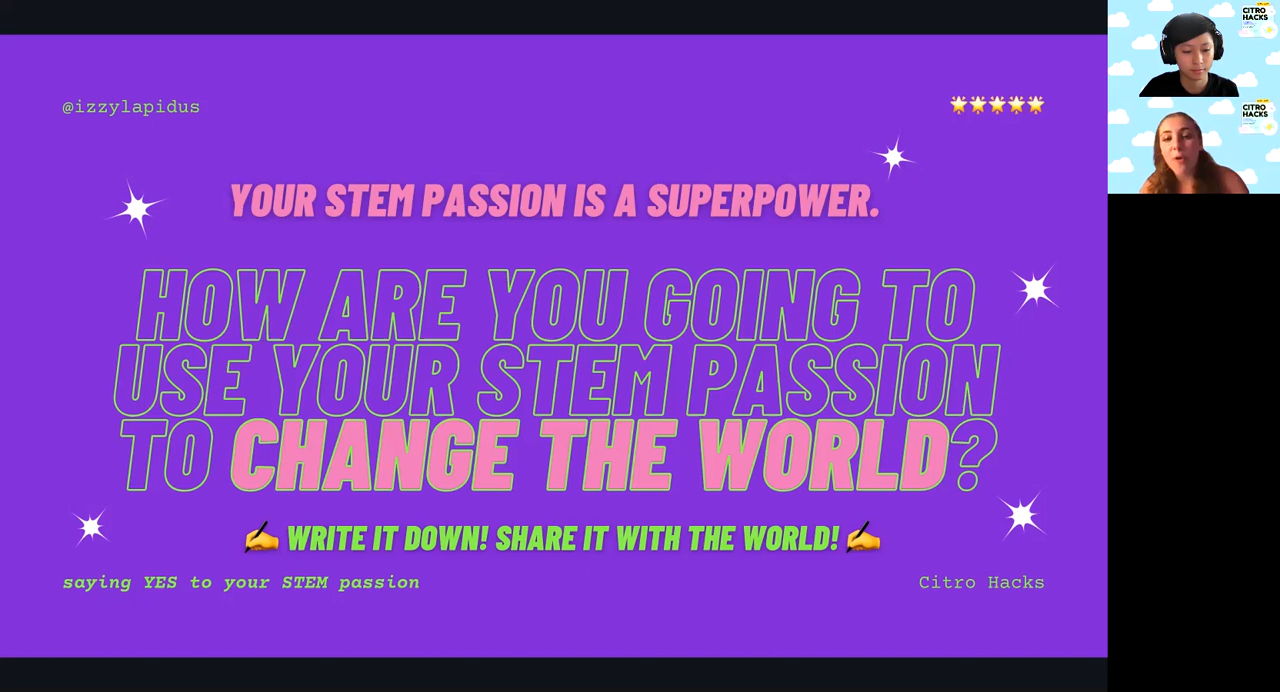 @izzylapidus
YOUR STEM PASSION IS A SUPERPOWER.
HOW ARE YOU GOING TO
USE YOUR STEM PASSION
TO CHANGE THE WORLD?
✍️ WRITE IT DOWN! SHARE IT WITH THE WORLD! ✍️
saying YES to your STEM passion
Citro Hacks
CITRO
HACKS
CITRO
HACKS